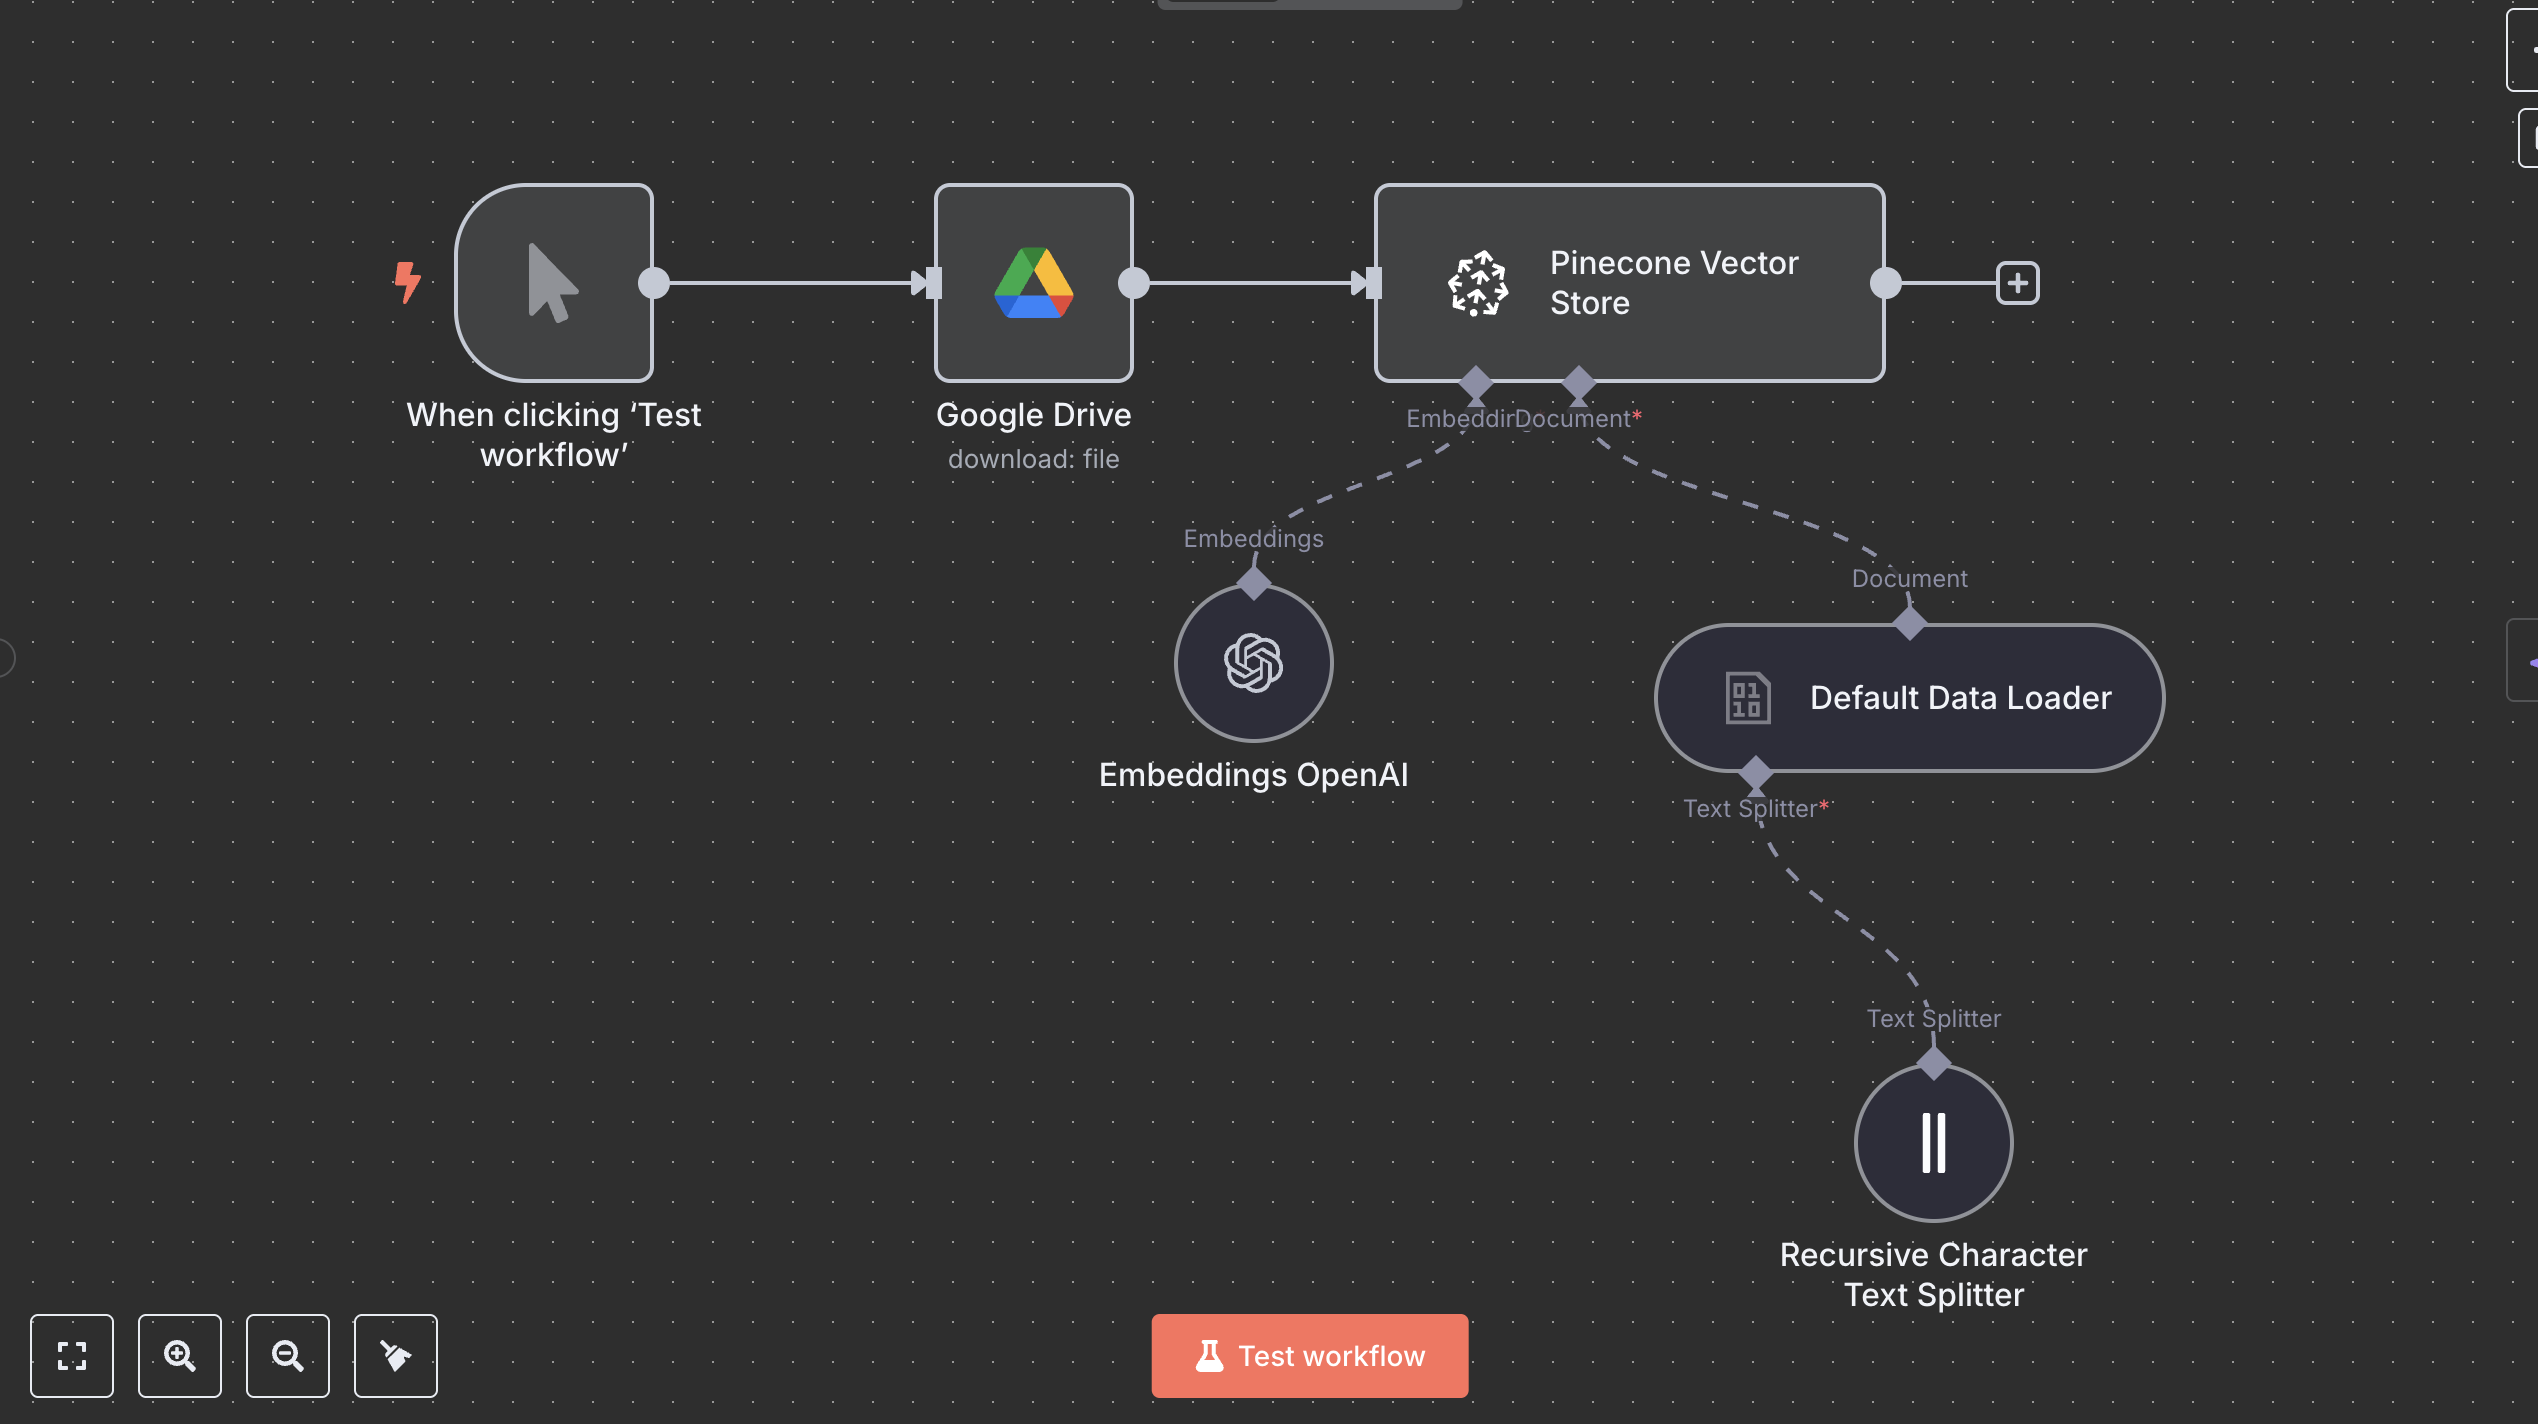 Pinecone Vector
Store
When clicking ‘Test
workflow’
Google Drive
download: file
Document*
Embeddings
Document
Default Data Loader
Embeddings OpenAI
Text Splitter*
Text Splitter
Recursive Character
Text Splitter
Test workflow